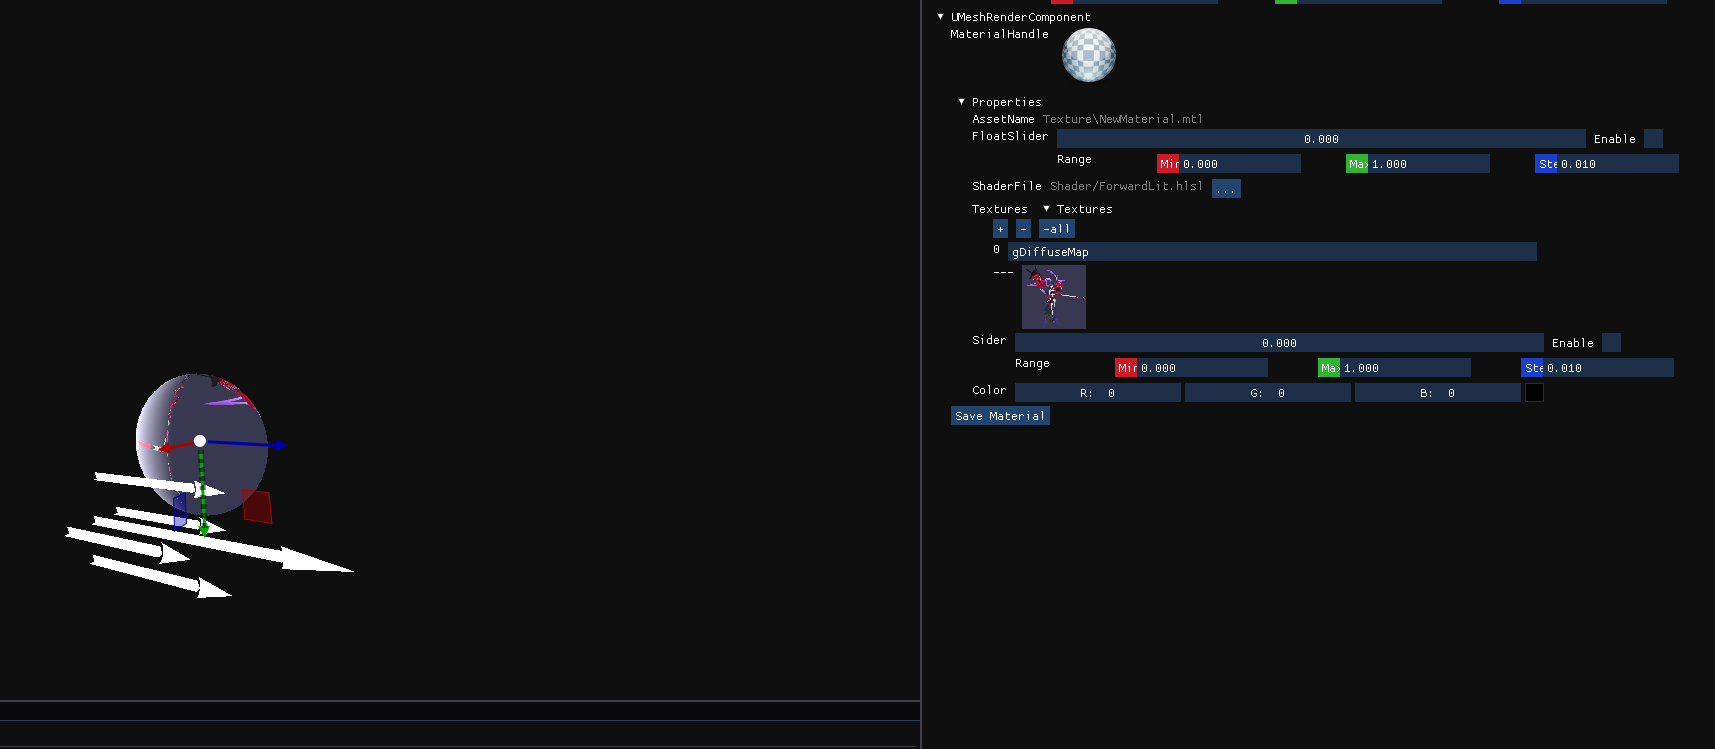 UMeshRenderComponent
MaterialHandle
Properties
AssetName Texture\NewMaterial.mtl
FloatSlider 0.000 Enable
Range Min 0.000 Max 1.000 Ste 0.010
ShaderFile Shader/ForwardLit.hlsl ...
Textures Textures
+ - -all
0 gDiffuseMap
---
Sider 0.000 Enable
Range Min 0.000 Max 1.000 Ste 0.010
Color R: 0 G: 0 B: 0
Save Material